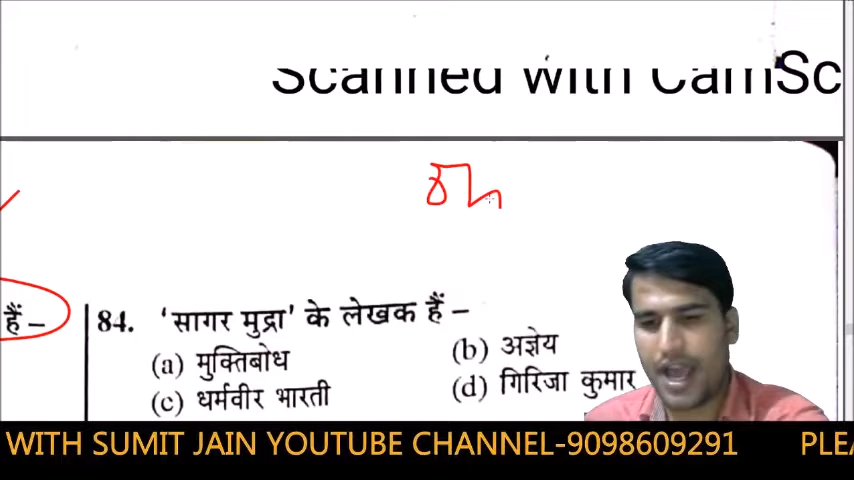 Scanned with CamSc
हैं –
84. 'सागर मुद्रा' के लेखक हैं –
(a) मुक्तिबोध (b) अज्ञेय
(c) धर्मवीर भारती (d) गिरिजा कुमार
WITH SUMIT JAIN YOUTUBE CHANNEL-9098609291 PLEA